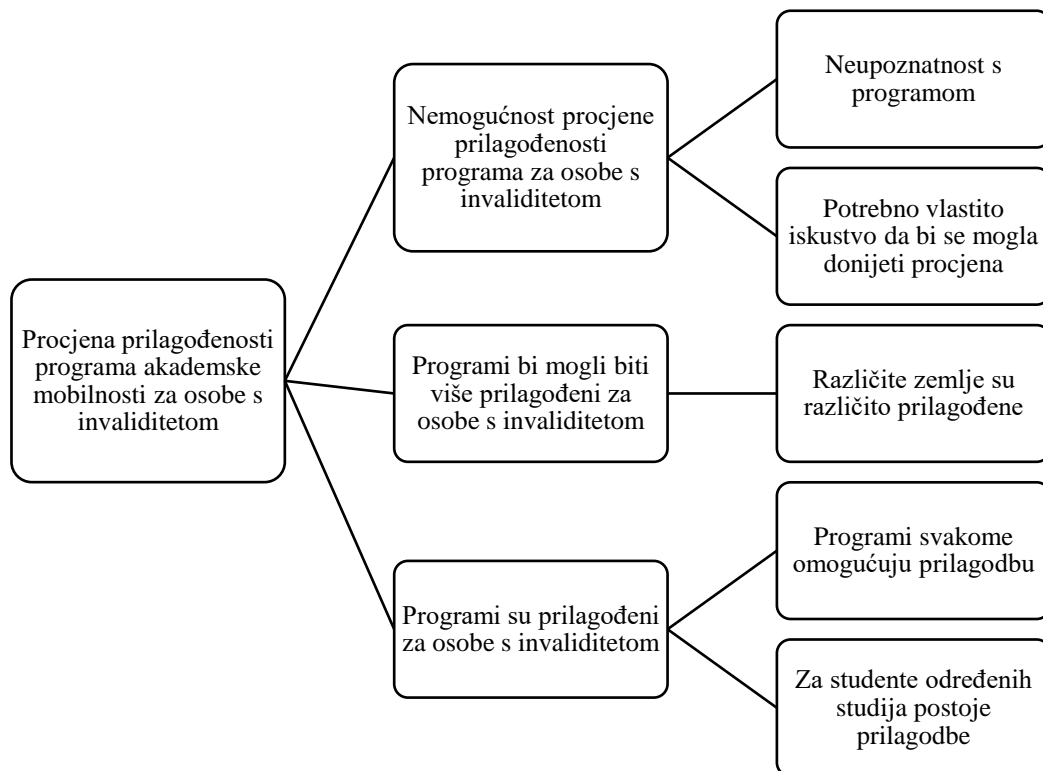 Procjena prilagođenosti
programa akademske
mobilnosti za osobe s
invaliditetom
Nemogućnost procjene
prilagođenosti
programa za osobe s
invaliditetom
Neupoznatnost s
programom
Potrebno vlastito
iskustvo da bi se mogla
donijeti procjena
Programi bi mogli biti
više prilagođeni za
osobe s invaliditetom
Različite zemlje su
različito prilagođene
Programi su prilagođeni
za osobe s invaliditetom
Programi svakome
omogućuju prilagodbu
Za studente određenih
studija postoje
prilagodbe